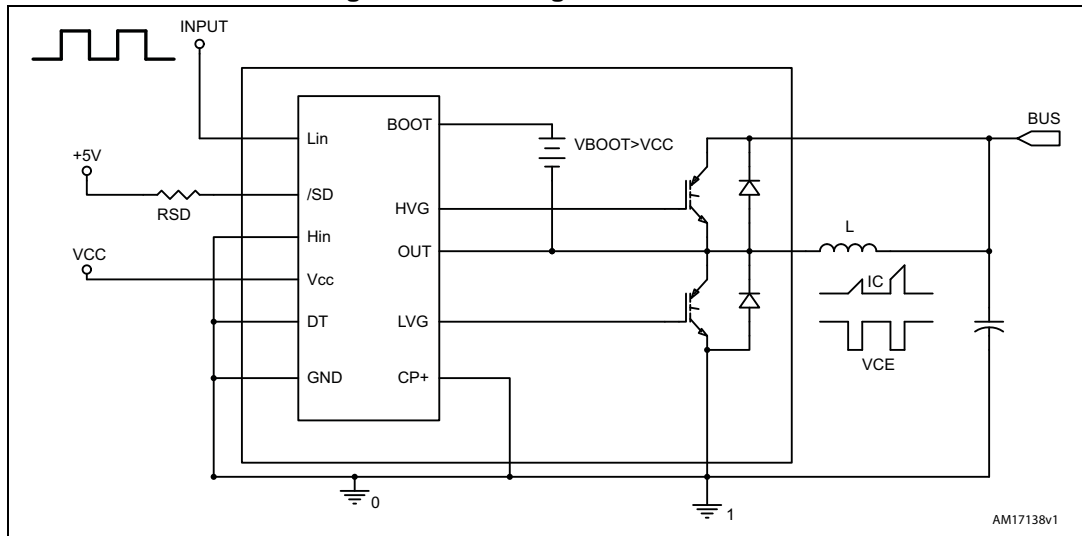 INPUT
BUS
BOOT
Lin
VBOOT>VCC
+5V
/SD
RSD
HVG
Hin
OUT
L
VCC
Vcc
IC
DT
LVG
VCE
GND
CP+
0
1
AM17138v1